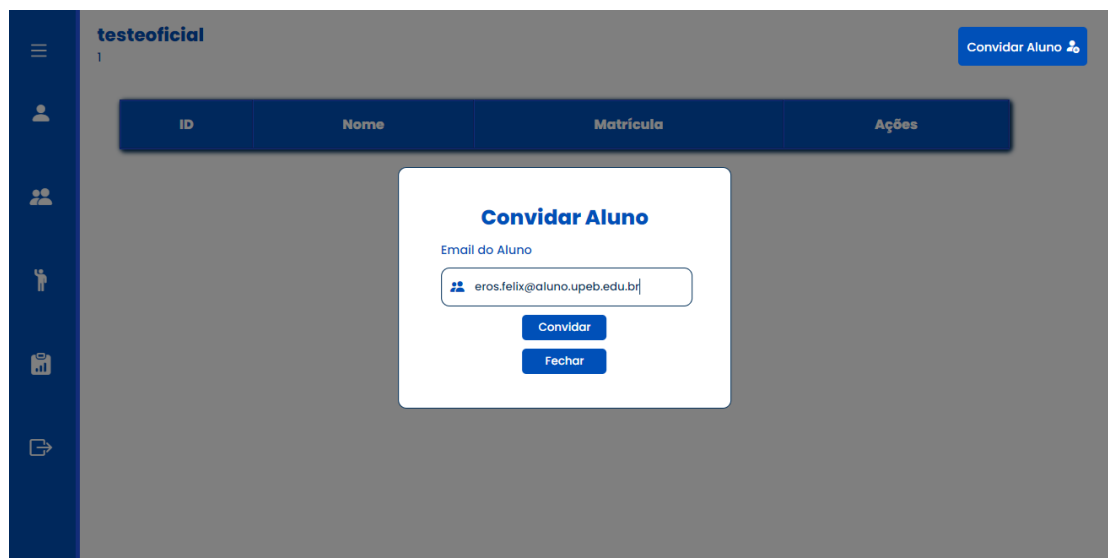 testeoficial
1
Convidar Aluno
ID Nome Matrícula Ações
Convidar Aluno
Email do Aluno
eros.felix@aluno.upeb.edu.br
Convidar
Fechar